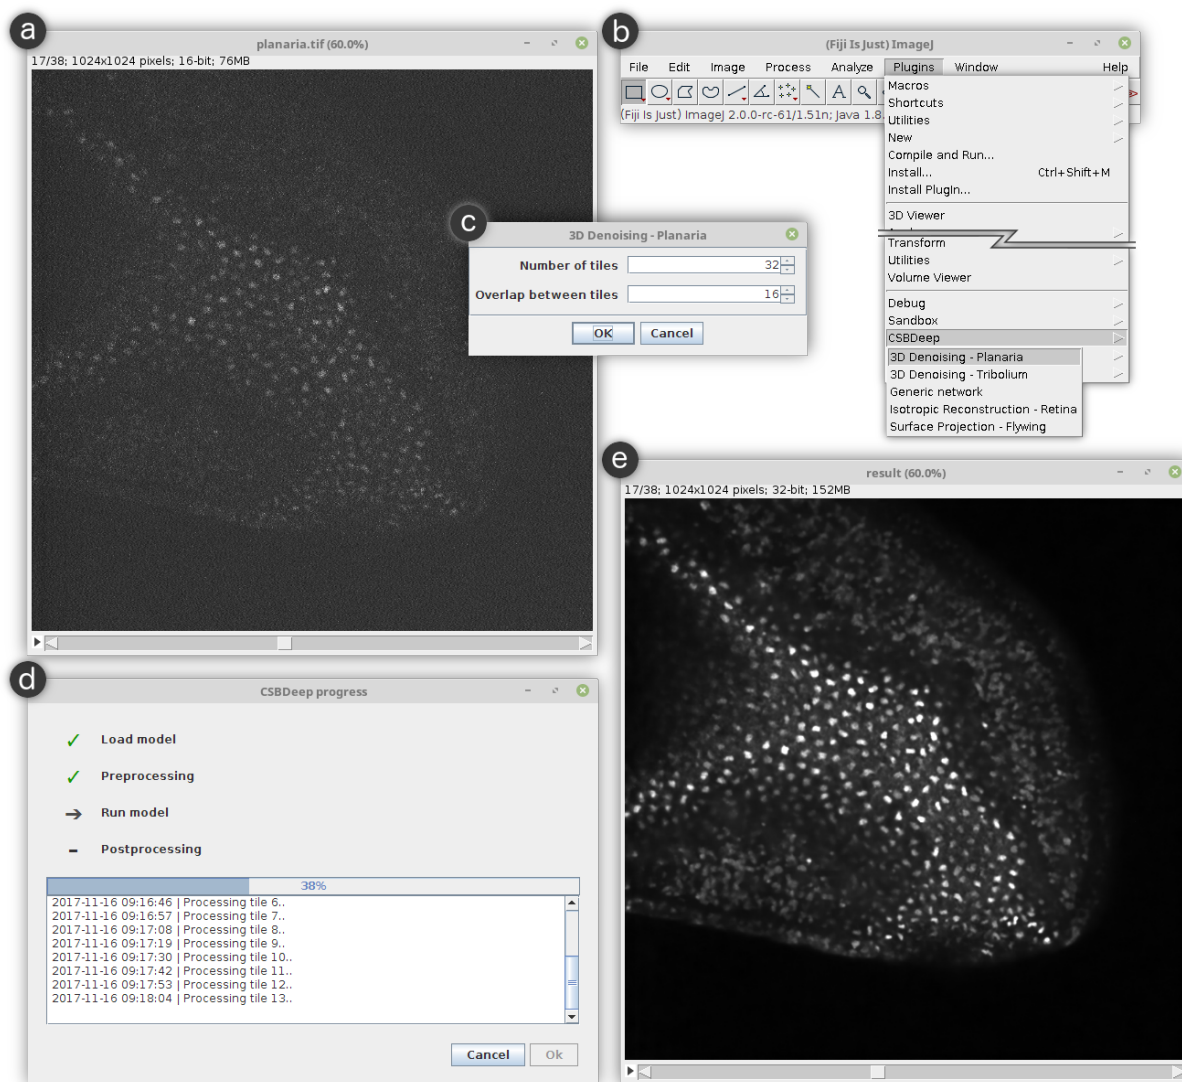 a
planaria.tif (60.0%)
17/38; 1024x1024 pixels; 16-bit; 76MB
b
(Fiji Is Just) ImageJ
File Edit Image Process Analyze Plugins Window Help
(Fiji Is Just) ImageJ 2.0.0-rc-61/1.51n; Java 1.8.
Macros
Shortcuts
Utilities
New
Compile and Run...
Install... Ctrl+Shift+M
Install PlugIn...
3D Viewer
Transform
Utilities
Volume Viewer
Debug
Sandbox
CSBDeep
3D Denoising - Planaria
3D Denoising - Tribolium
Generic network
Isotropic Reconstruction - Retina
Surface Projection - Flywing
c
3D Denoising - Planaria
Number of tiles 32
Overlap between tiles 16
OK Cancel
d
CSBDeep progress
Load model
Preprocessing
Run model
Postprocessing
38%
2017-11-16 09:16:46 | Processing tile 6..
2017-11-16 09:16:57 | Processing tile 7..
2017-11-16 09:17:08 | Processing tile 8..
2017-11-16 09:17:19 | Processing tile 9..
2017-11-16 09:17:30 | Processing tile 10..
2017-11-16 09:17:42 | Processing tile 11..
2017-11-16 09:17:53 | Processing tile 12..
2017-11-16 09:18:04 | Processing tile 13..
Cancel Ok
e
result (60.0%)
17/38; 1024x1024 pixels; 32-bit; 152MB